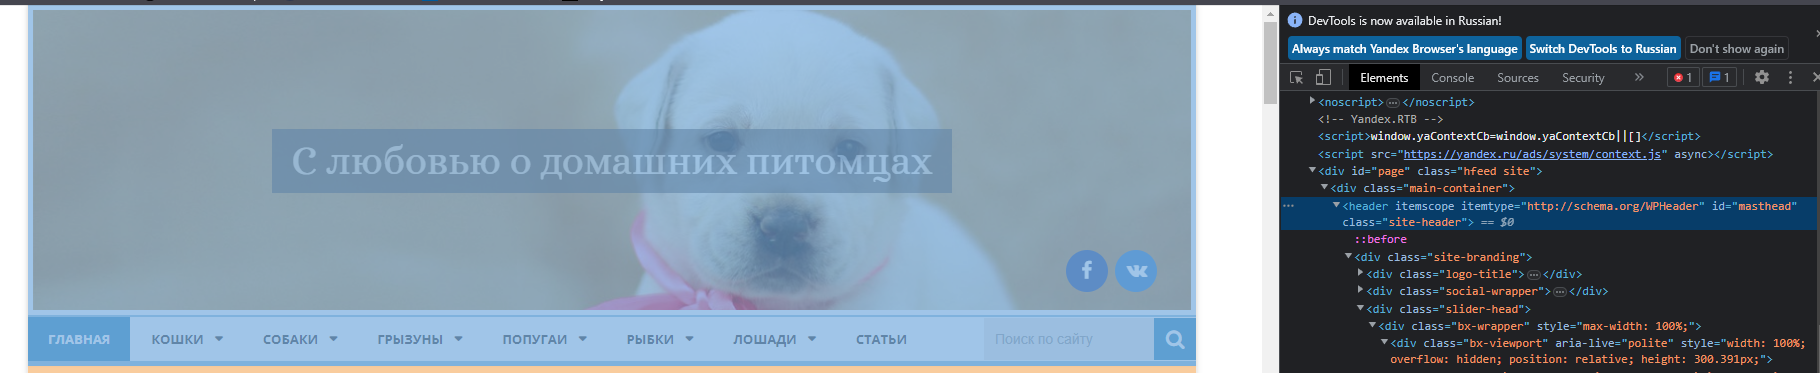 С любовью о домашних питомцах
f
ГЛАВНАЯ КОШКИ СОБАКИ ГРЫЗУНЫ ПОПУГАИ РЫБКИ ЛОШАДИ СТАТЬИ Поиск по сайту
DevTools is now available in Russian!
Always match Yandex Browser's language Switch DevTools to Russian Don't show again
Elements Console Sources Security » 1 1
<noscript>…</noscript>
<!-- Yandex.RTB -->
<script>window.yaContextCb=window.yaContextCb||[]</script>
<script src="https://yandex.ru/ads/system/context.js" async></script>
<div id="page" class="hfeed site">
<div class="main-container">
<header itemscope itemtype="http://schema.org/WPHeader" id="masthead"
class="site-header"> == $0
::before
<div class="site-branding">
<div class="logo-title">…</div>
<div class="social-wrapper">…</div>
<div class="slider-head">
<div class="bx-wrapper" style="max-width: 100%;">
<div class="bx-viewport" aria-live="polite" style="width: 100%;
overflow: hidden; position: relative; height: 300.391px;">